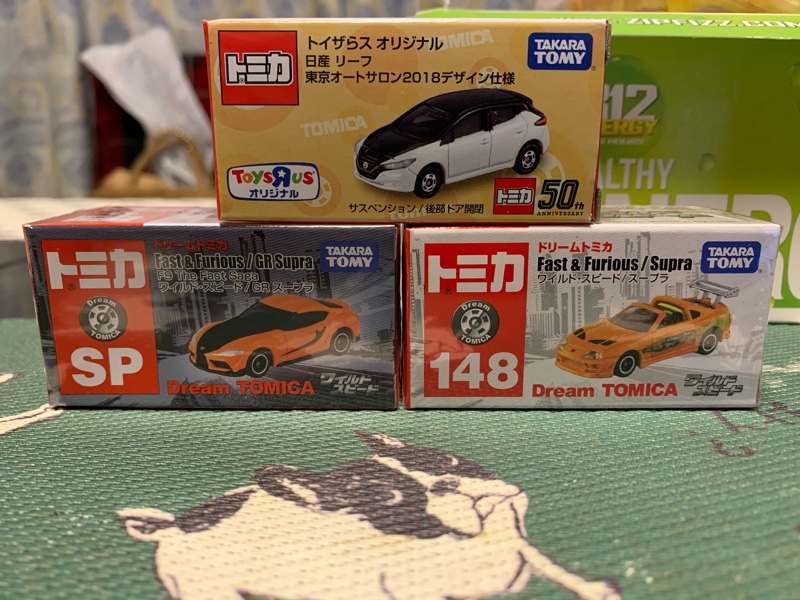 トミカ
トイザらス オリジナル
日産 リーフ
東京オートサロン2018デザイン仕様
TAKARA TOMY
TOMICA
TOMICA
ToysЯus
オリジナル
サスペンション/後部ドア開閉
トミカ 50th
ANNIVERSARY
ZIPFIZZ.COM
B12
ENERGY
トミカ
Dream TOMICA
SP
ドリームトミカ
Fast & Furious/GR Supra
F9 The Fast Saga
ワイルド・スピード/GR スープラ
TAKARA TOMY
Dream TOMICA
ワイルド
スピード
トミカ
Dream TOMICA
148
ドリームトミカ
Fast & Furious/Supra
ワイルド・スピード/スープラ
TAKARA TOMY
Dream TOMICA
ワイルド
スピード